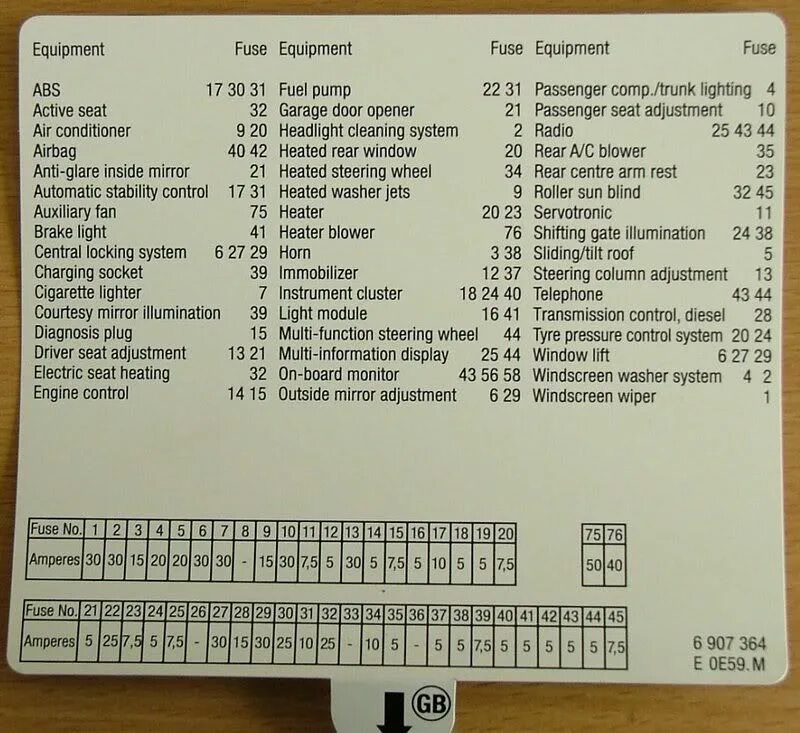 Equipment Fuse Equipment Fuse Equipment Fuse
ABS 17 30 31 Fuel pump 22 31 Passenger comp./trunk lighting 4
Active seat 32 Garage door opener 21 Passenger seat adjustment 10
Air conditioner 9 20 Headlight cleaning system 2 Radio 25 43 44
Airbag 40 42 Heated rear window 20 Rear A/C blower 35
Anti-glare inside mirror 21 Heated steering wheel 34 Rear centre arm rest 23
Automatic stability control 17 31 Heated washer jets 9 Roller sun blind 32 45
Auxiliary fan 75 Heater 20 23 Servotronic 11
Brake light 41 Heater blower 76 Shifting gate illumination 24 38
Central locking system 6 27 29 Horn 3 38 Sliding/tilt roof 5
Charging socket 39 Immobilizer 12 37 Steering column adjustment 13
Cigarette lighter 7 Instrument cluster 18 24 40 Telephone 43 44
Courtesy mirror illumination 39 Light module 16 41 Transmission control, diesel 28
Diagnosis plug 15 Multi-function steering wheel 44 Tyre pressure control system 20 24
Driver seat adjustment 13 21 Multi-information display 25 44 Window lift 6 27 29
Electric seat heating 32 On-board monitor 43 56 58 Windscreen washer system 4 2
Engine control 14 15 Outside mirror adjustment 6 29 Windscreen wiper 1
Fuse No. 1 2 3 4 5 6 7 8 9 10 11 12 13 14 15 16 17 18 19 20 75 76
Amperes 30 30 15 20 20 30 30 - 15 30 7,5 5 30 5 7,5 5 10 5 5 7,5 50 40
Fuse No. 21 22 23 24 25 26 27 28 29 30 31 32 33 34 35 36 37 38 39 40 41 42 43 44 45
Amperes 5 25 7,5 5 7,5 - 30 15 30 25 10 25 - 10 5 - 5 5 7,5 5 5 5 5 5 7,5
6 907 364
E 0E59.M
GB